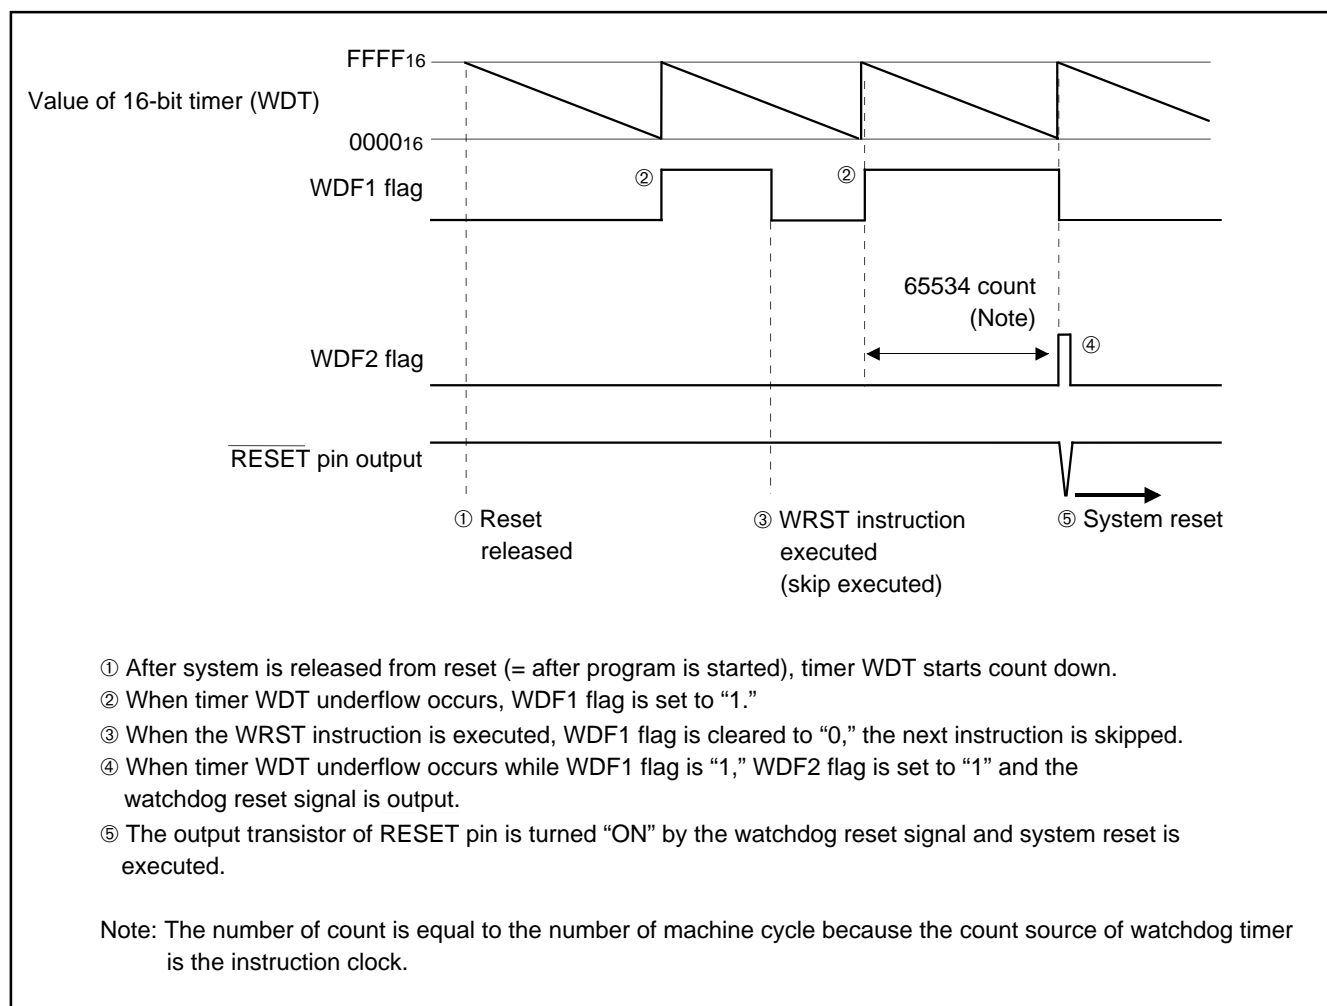 FFFF16
Value of 16-bit timer (WDT)
000016
② ②
WDF1 flag
65534 count
(Note)
WDF2 flag
④
RESET pin output
① Reset
released
③ WRST instruction
executed
(skip executed)
⑤ System reset
① After system is released from reset (= after program is started), timer WDT starts count down.
② When timer WDT underflow occurs, WDF1 flag is set to “1.”
③ When the WRST instruction is executed, WDF1 flag is cleared to “0,” the next instruction is skipped.
④ When timer WDT underflow occurs while WDF1 flag is “1,” WDF2 flag is set to “1” and the
watchdog reset signal is output.
⑤ The output transistor of RESET pin is turned “ON” by the watchdog reset signal and system reset is
executed.
Note: The number of count is equal to the number of machine cycle because the count source of watchdog timer
is the instruction clock.